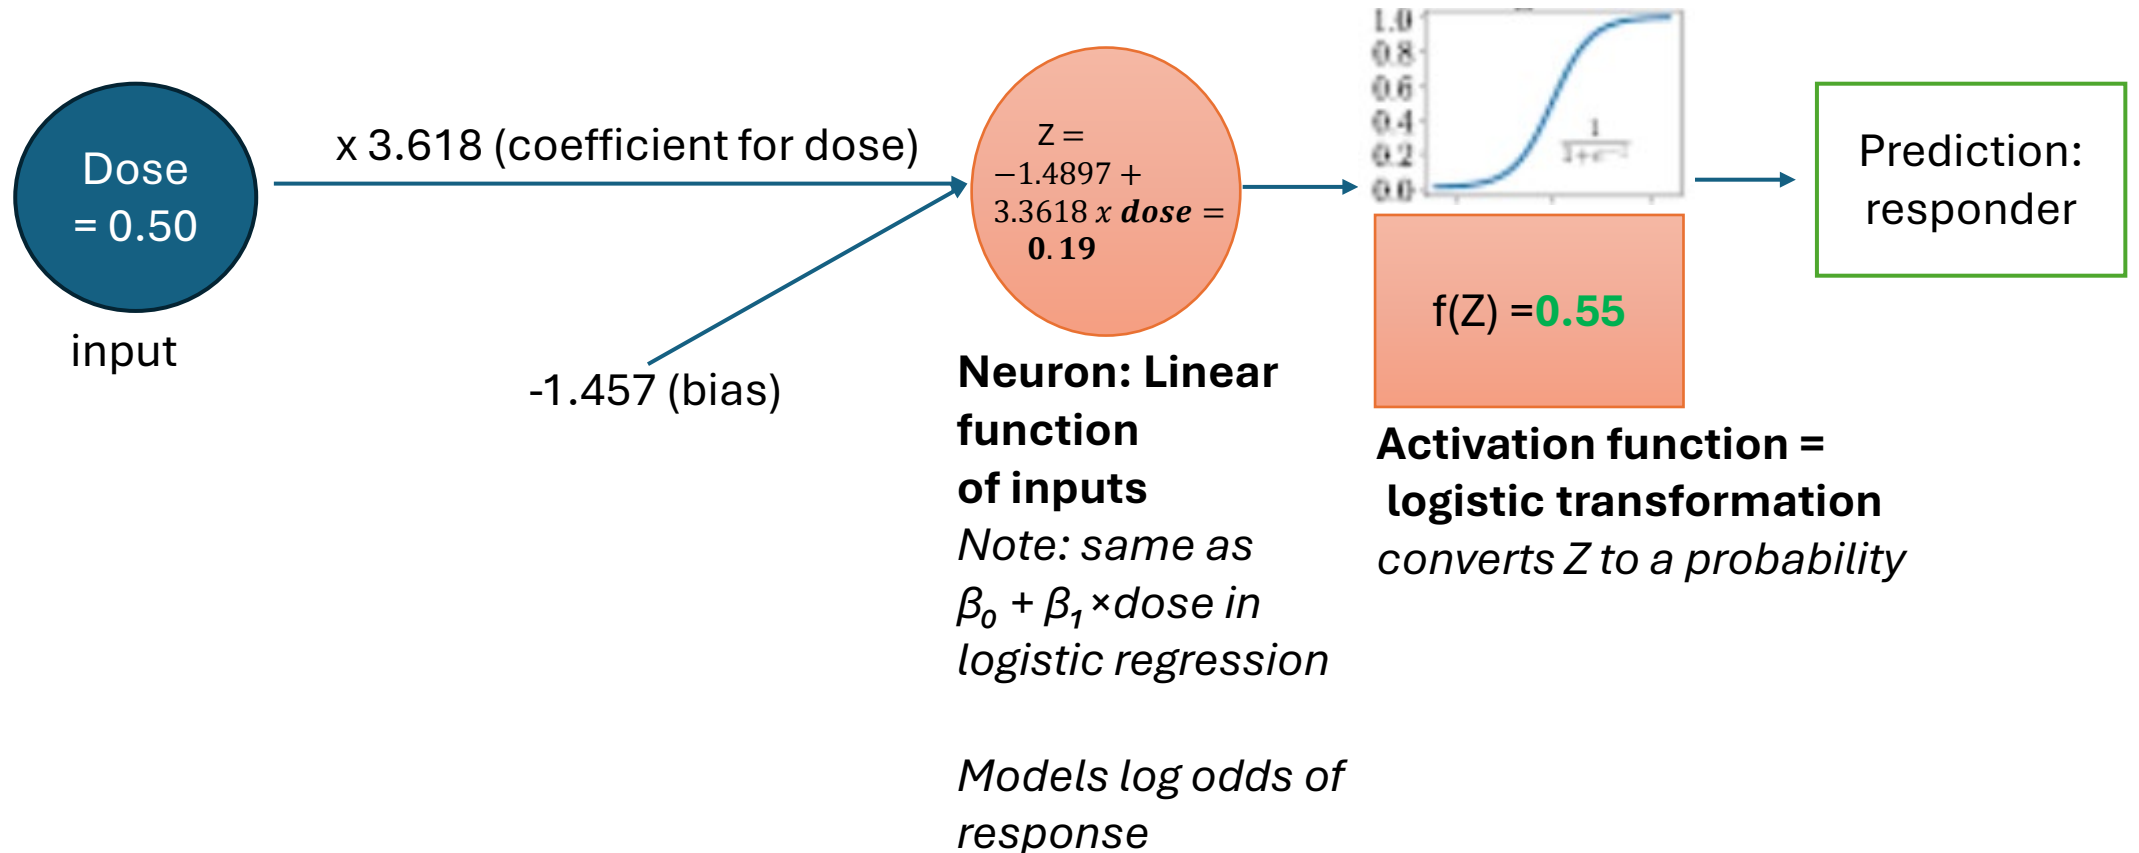 Dose
= 0.50
input
x 3.618 (coefficient for dose)
-1.457 (bias)
Z =
−1.4897 +
3.3618 x dose =
0.19
Neuron: Linear
function
of inputs
Note: same as
β₀ + β₁ ×dose in
logistic regression
Models log odds of
response
1.0
0.8
0.6
0.4
0.2
0.0
f(Z) =0.55
Activation function =
logistic transformation
converts Z to a probability
Prediction:
responder